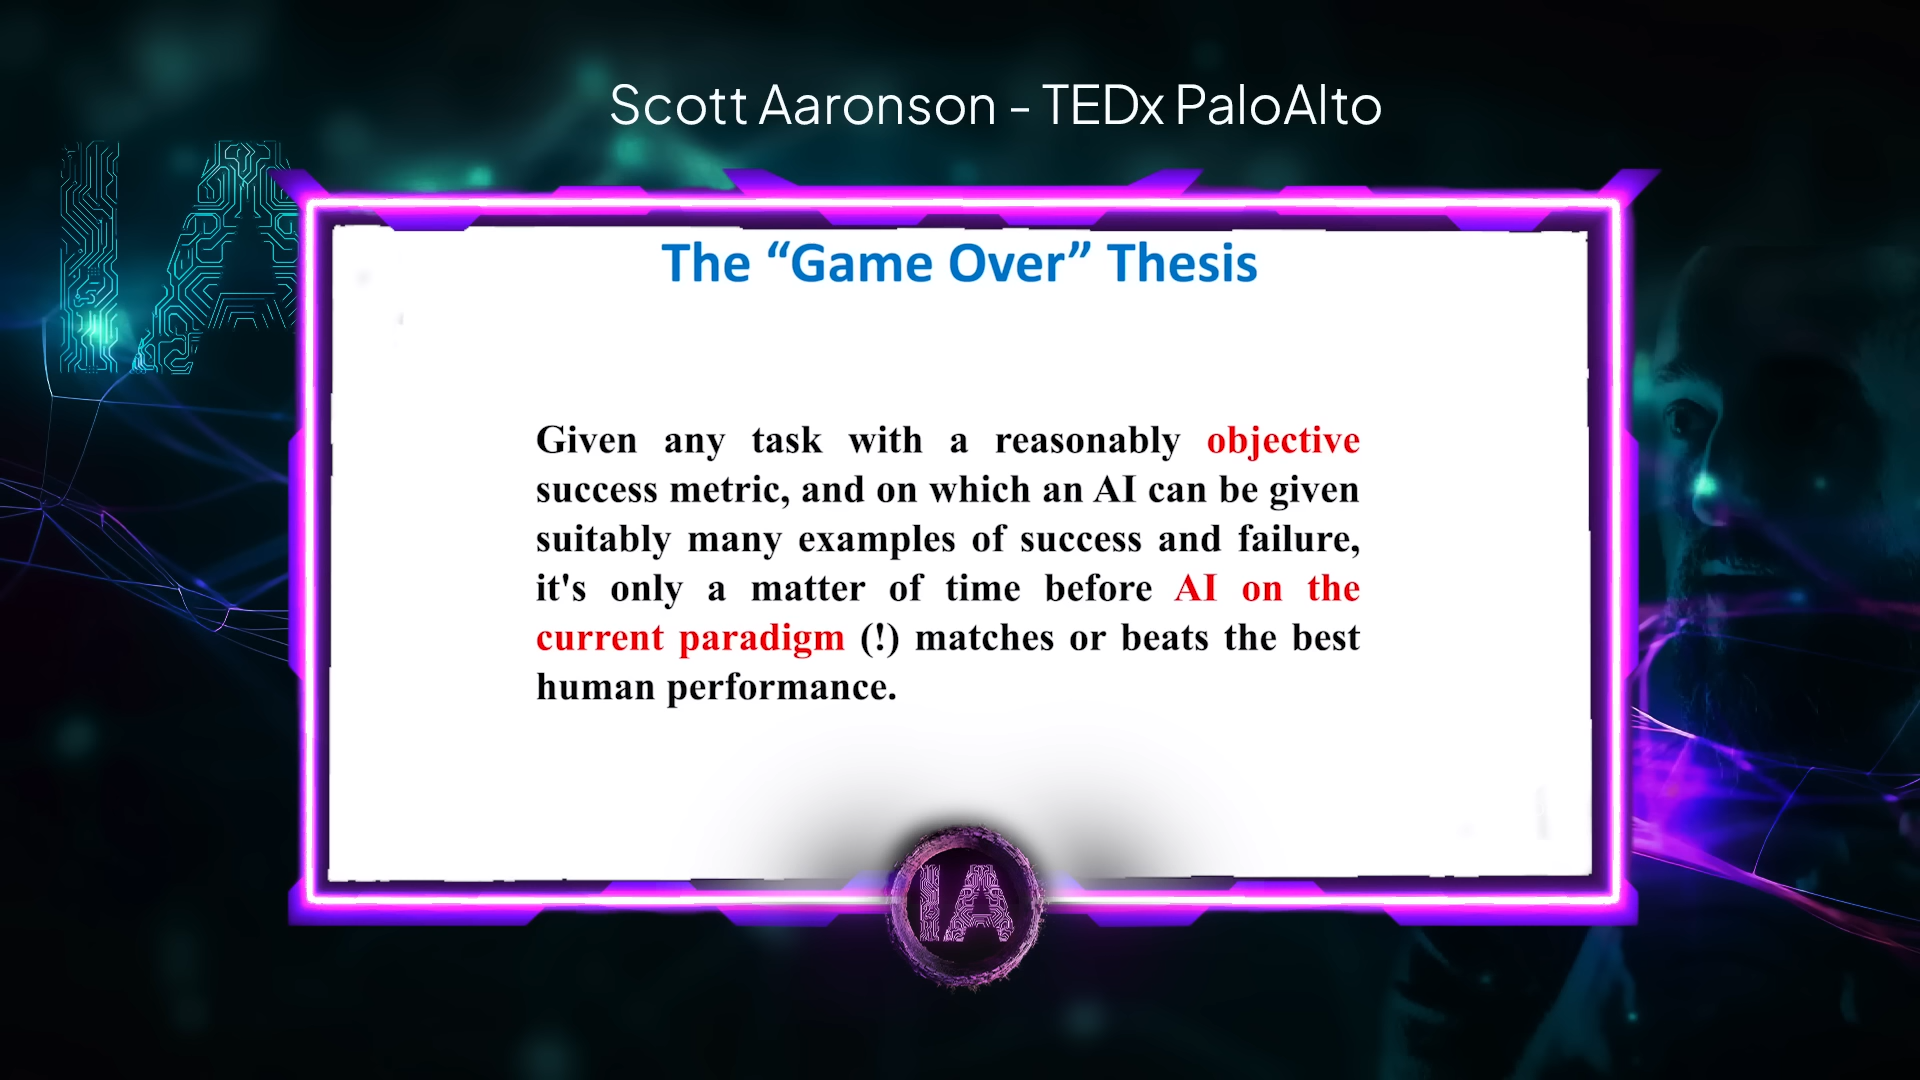 Scott Aaronson - TEDx PaloAlto
IA
The “Game Over” Thesis
Given any task with a reasonably objective
success metric, and on which an AI can be given
suitably many examples of success and failure,
it's only a matter of time before AI on the
current paradigm (!) matches or beats the best
human performance.
IA